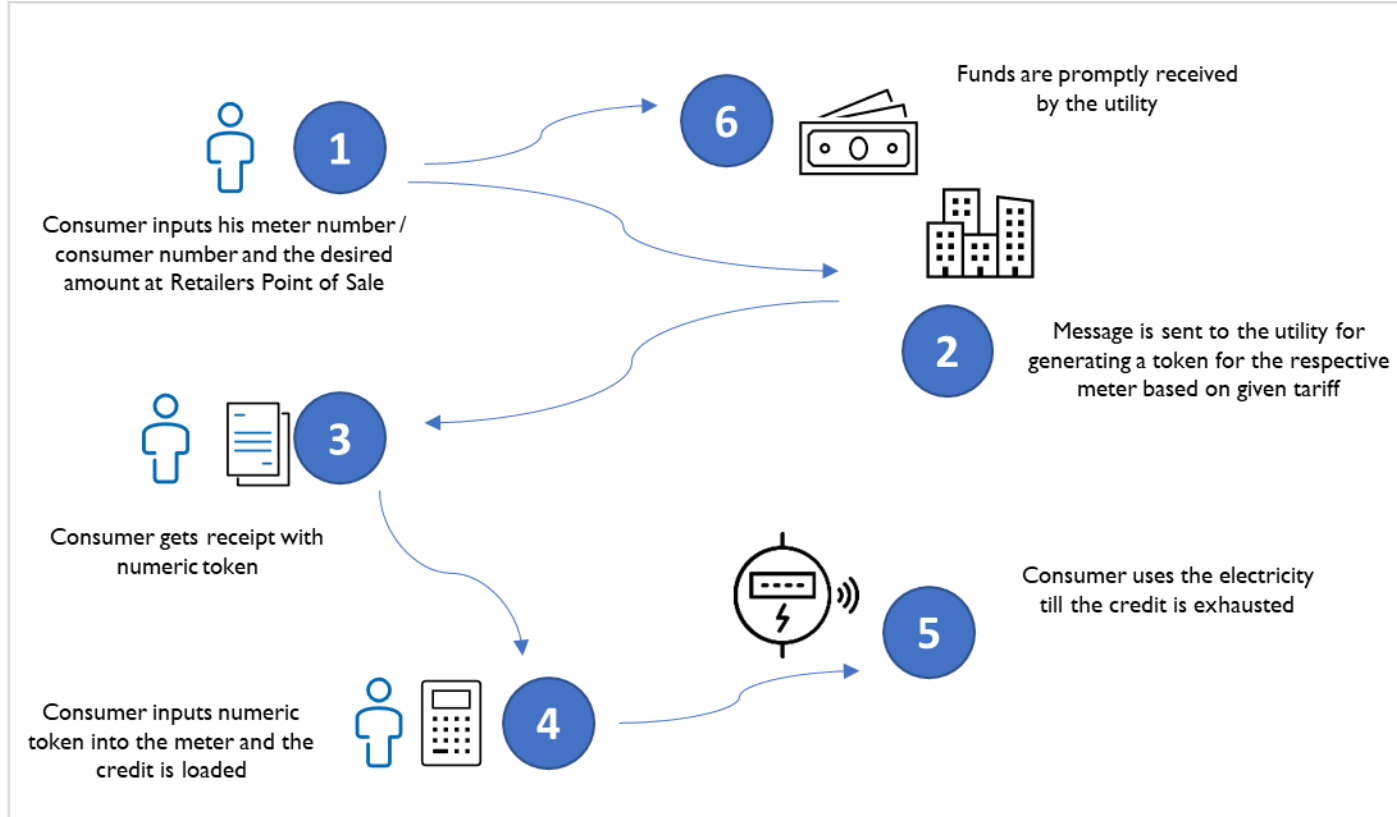 1
Consumer inputs his meter number /
consumer number and the desired
amount at Retailers Point of Sale
6
Funds are promptly received
by the utility
2
Message is sent to the utility for
generating a token for the respective
meter based on given tariff
3
Consumer gets receipt with
numeric token
4
Consumer inputs numeric
token into the meter and the
credit is loaded
5
Consumer uses the electricity
till the credit is exhausted